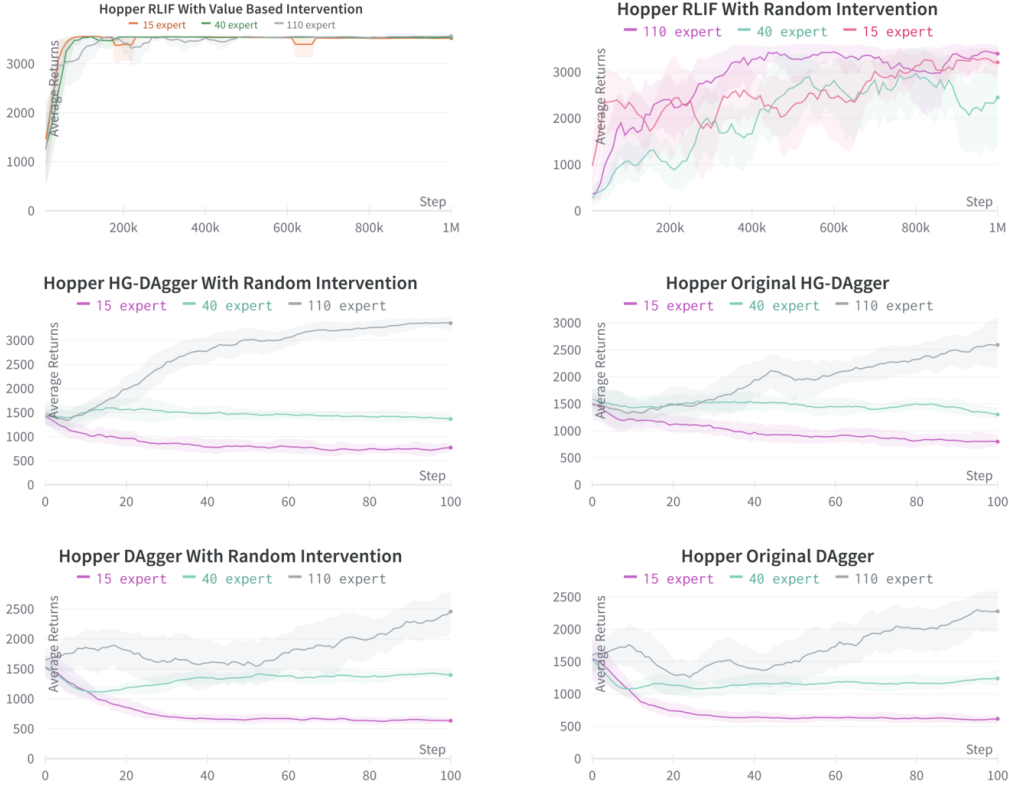 Hopper RLIF With Value Based Intervention
15 expert 40 expert 110 expert
Average Returns
3000
2000
1000
0
Step
200k 400k 600k 800k 1M
Hopper RLIF With Random Intervention
110 expert 40 expert 15 expert
Average Returns
3000
2000
1000
0
Step
200k 400k 600k 800k 1M
Hopper HG-DAgger With Random Intervention
15 expert 40 expert 110 expert
Average Returns
3000
2500
2000
1500
1000
500
0
Step
0 20 40 60 80 100
Hopper Original HG-DAgger
15 expert 40 expert 110 expert
Average Returns
3000
2500
2000
1500
1000
500
0
Step
0 20 40 60 80 100
Hopper DAgger With Random Intervention
15 expert 40 expert 110 expert
Average Returns
2500
2000
1500
1000
500
0
Step
0 20 40 60 80 100
Hopper Original DAgger
15 expert 40 expert 110 expert
Average Returns
2500
2000
1500
1000
500
0
Step
0 20 40 60 80 100